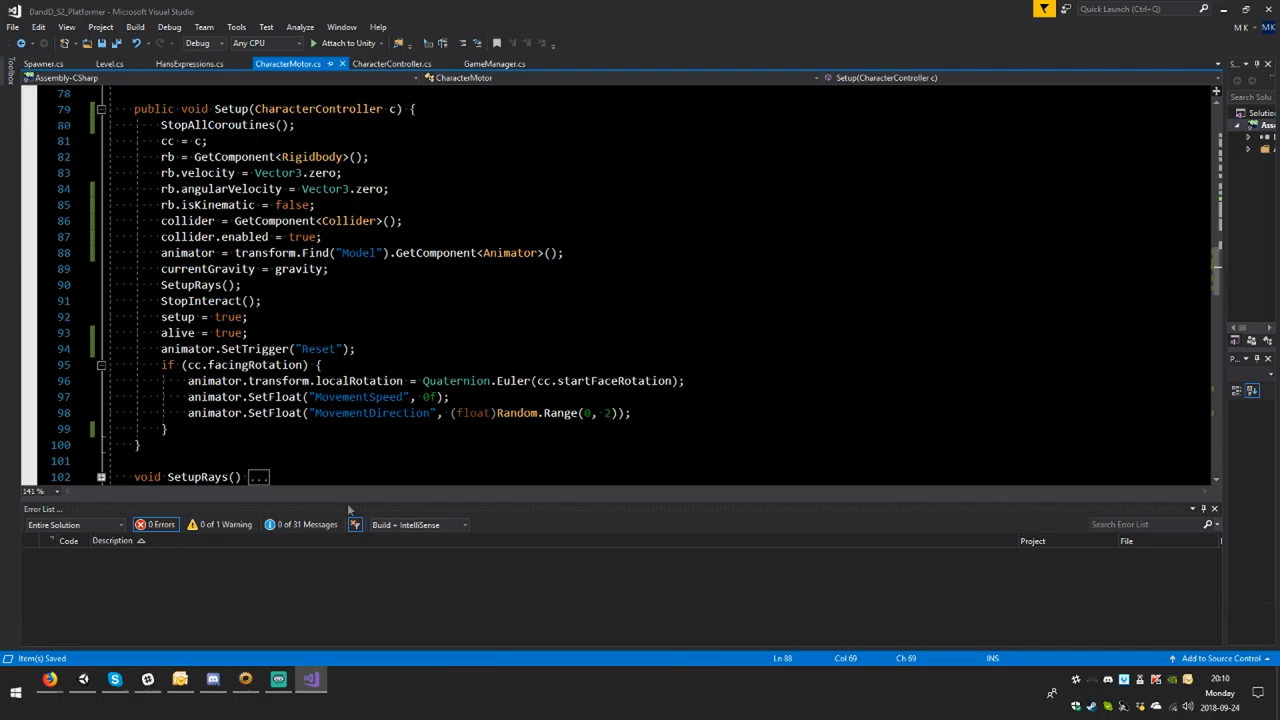 DandD_S2_Platformer - Microsoft Visual Studio
Quick Launch (Ctrl+Q)
File Edit View Project Build Debug Team Tools Test Analyze Window Help
M K MK
Debug Any CPU Attach to Unity
Toolbox
Spawner.cs Level.cs HansExpressions.cs CharacterMotor.cs CharacterController.cs GameManager.cs
S...
Assembly-CSharp CharacterMotor Setup(CharacterController c)
Search Solu
Solutio
Asse
78
79 public void Setup(CharacterController c) {
80 StopAllCoroutines();
81 cc = c;
82 rb = GetComponent<Rigidbody>();
83 rb.velocity = Vector3.zero;
84 rb.angularVelocity = Vector3.zero;
85 rb.isKinematic = false;
86 collider = GetComponent<Collider>();
87 collider.enabled = true;
88 animator = transform.Find("Model").GetComponent<Animator>();
89 currentGravity = gravity;
90 SetupRays();
91 StopInteract();
92 setup = true;
93 alive = true;
94 animator.SetTrigger("Reset");
95 if (cc.facingRotation) {
96 animator.transform.localRotation = Quaternion.Euler(cc.startFaceRotation);
97 animator.SetFloat("MovementSpeed", 0f);
98 animator.SetFloat("MovementDirection", (float)Random.Range(0, 2));
99 }
100 }
101
102 void SetupRays() ...
P...
141 %
Error List ...
Entire Solution 0 Errors 0 of 1 Warning 0 of 31 Messages Build + IntelliSense Search Error List
Code Description Project File
Item(s) Saved Ln 88 Col 69 Ch 69 INS Add to Source Control
20:10
Monday
2018-09-24